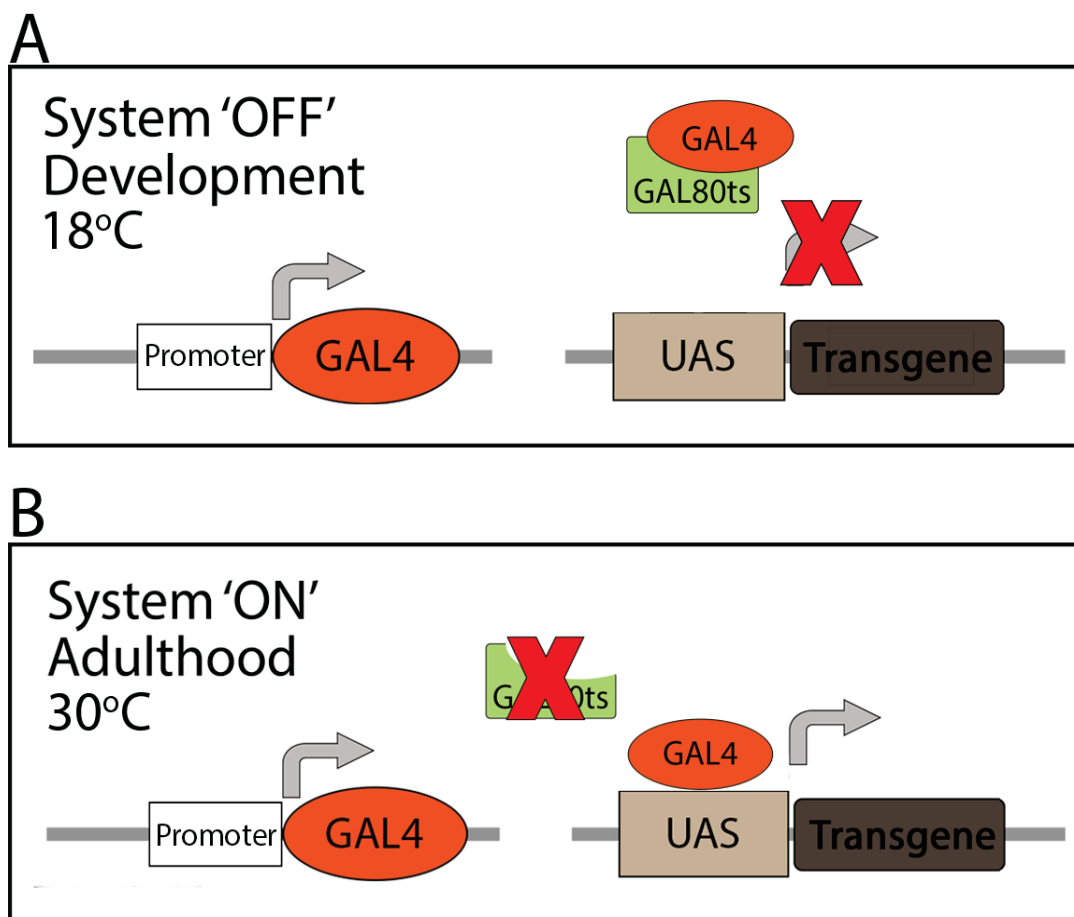 A
System ‘OFF’
Development
18°C
GAL4
GAL80ts
Promoter
GAL4
UAS
Transgene
B
System ‘ON’
Adulthood
30°C
GAL4
Promoter
GAL4
UAS
Transgene